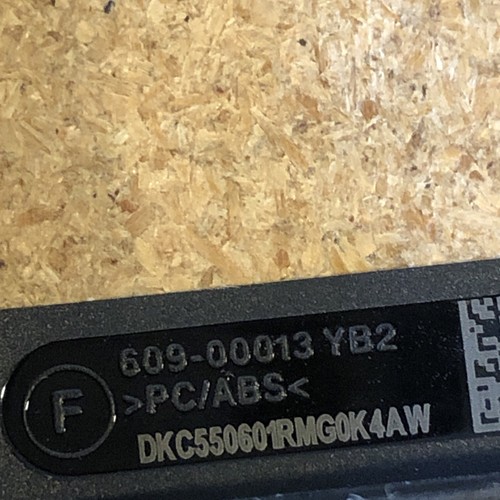 609-00013 YB2
F >PC/ABS<
DKC550601RMG0K4AW